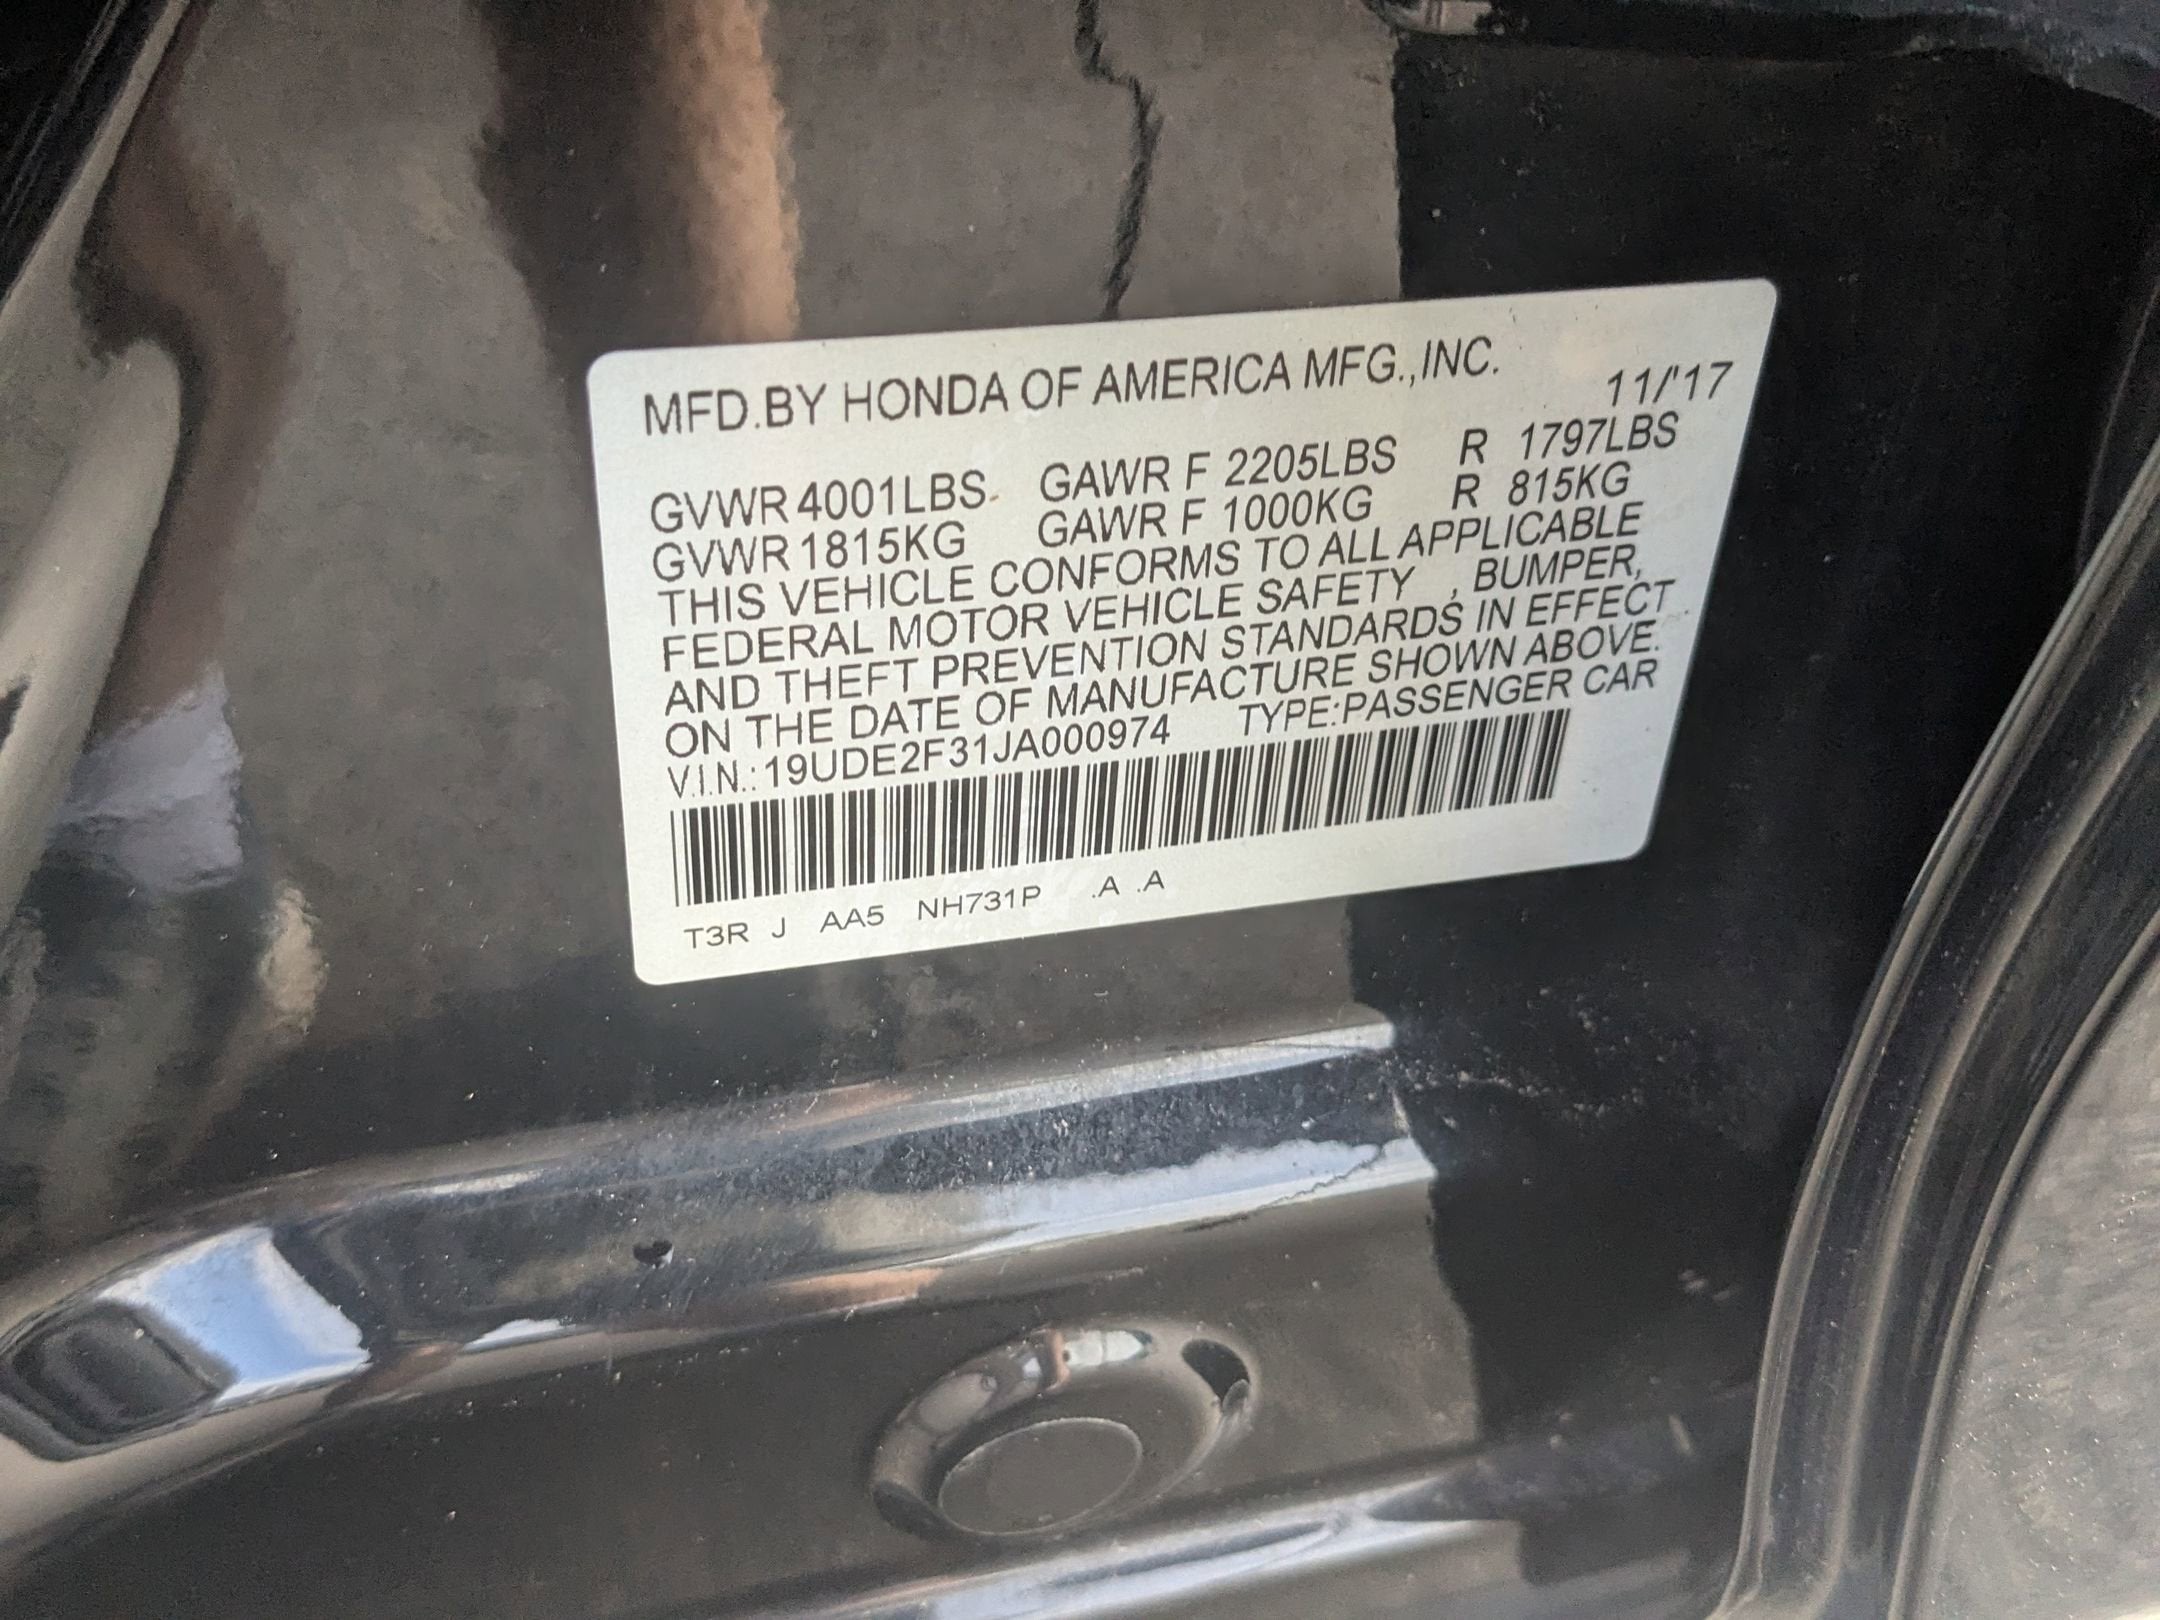 MFD.BY HONDA OF AMERICA MFG.,INC.
11/'17
GVWR 4001LBS GAWR F 2205LBS R 1797LBS
GVWR 1815KG GAWR F 1000KG R 815KG
THIS VEHICLE CONFORMS TO ALL APPLICABLE
FEDERAL MOTOR VEHICLE SAFETY , BUMPER,
AND THEFT PREVENTION STANDARDS IN EFFECT
ON THE DATE OF MANUFACTURE SHOWN ABOVE.
V.I.N.: 19UDE2F31JA000974 TYPE:PASSENGER CAR
T3R J AA5 NH731P .A .A